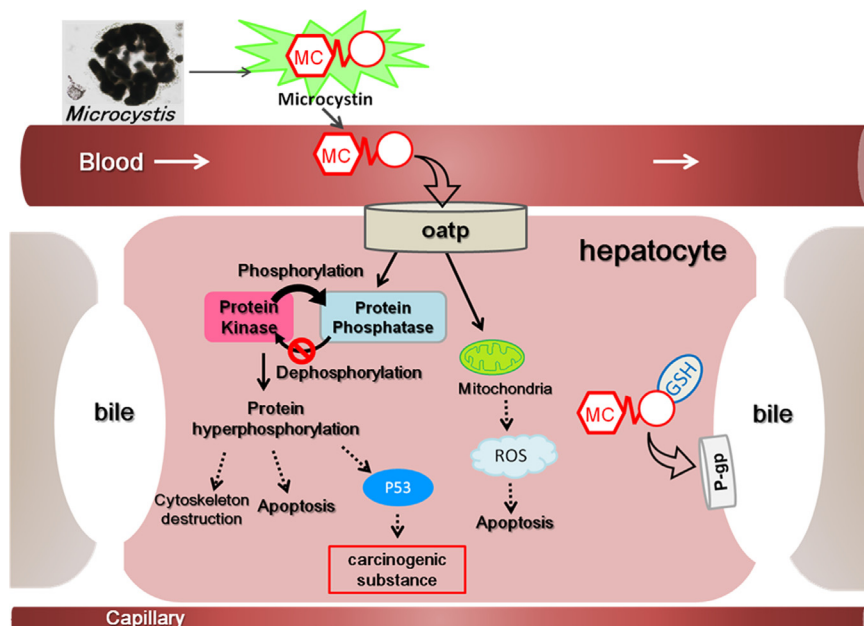 MC
Microcystis
Microcystin
Blood
MC
oatp
hepatocyte
Phosphorylation
Protein
Kinase
Protein
Phosphatase
Dephosphorylation
Mitochondria
GSH
MC
bile
bile
Protein
hyperphosphorylation
ROS
P-gp
P53
Cytoskeleton
destruction
Apoptosis
Apoptosis
carcinogenic
substance
Capillary